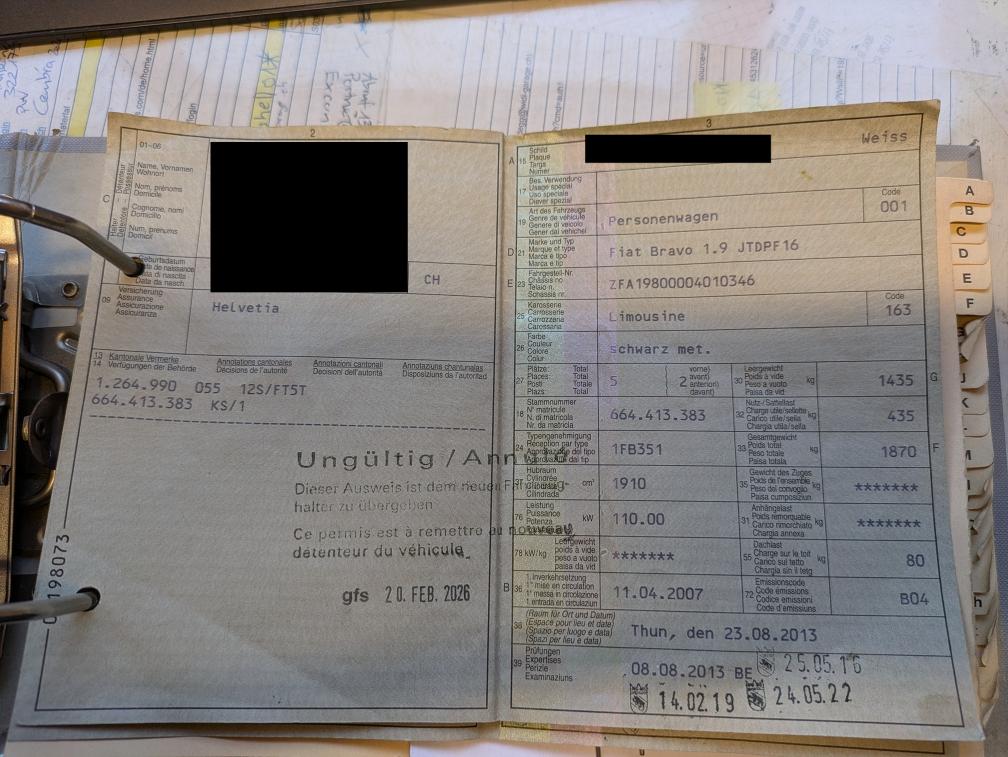 2
01-06
C
Halter
Détenteur
Name, Vornamen
Wohnort
Nom, prénoms
Domicile
Cognome, nomi
Domicilio
Num, prenums
Domicil
Geburtsdatum
Date de naissance
Data di nascita
Data da nasch.
CH
09
Versicherung
Assurance
Assicurazione
Assicuranza
Helvetia
13
14
Kantonale Vermerke
Verfügungen der Behörde
Annotations cantonales
Décisions de l'autorité
Annotazioni cantonali
Decisioni dell'autorità
Annotaziuns chantunalas
Disposiziuns da l'autoritad
1.264.990 055 12S/FT5T
664.413.383 KS/1
Ungültig /
Dieser Ausweis ist dem neuen
halter zu übergeben
Ce permis est à remettre au nouveau
détenteur du véhicule
gfs 20. FEB. 2026
198073
3
A 15
Schild
Plaque
Targa
Numer
Weiss
17
Bes. Verwendung
Usage spécial
Uso speciale
Diever spezial
19
Art des Fahrzeugs
Genre de véhicule
Genere di veicolo
Gener dal vehichel
Personenwagen
Code
001
D 21
Marke und Typ
Marque et type
Marca e tipo
Marca e tip
Fiat Bravo 1.9 JTDPF16
E 23
Fahrgestell-Nr.
Châssis no
Telaio n.
Schassis nr.
ZFA19800004010346
25
Karosserie
Carrosserie
Carrozzeria
Carossaria
Limousine
Code
163
26
Farbe
Couleur
Colore
Colur
schwarz met.
27
Plätze: Total
Places: Total
Posti Totale
Plazs: Total
5
2
vorne)
avant)
anteriori)
davant)
30
Leergewicht
Poids à vide
Peso a vuoto
Paisa da vid
kg
1435
G
18
Stammnummer
N° matricule
N. di matricola
Nr. da matricla
664.413.383
32
Nutz-/Sattellast
Charge utile/sellette
Carico utile/sella
Chargia utila/sella
kg
435
24
Typengenehmigung
Réception par type
Approvazione del tipo
Approvaziun dal tip
1FB351
33
Gesamtgewicht
Poids total
Peso totale
Paisa totala
kg
1870
F
37
Hubraum
Cylindrée
Cilindrata
Cilindrada
cm³
1910
35
Gewicht des Zuges
Poids de l'ensemble
Peso del convoglio
Paisa cumposiziun
kg
*******
76
Leistung
Puissance
Potenza
kW
110.00
31
Anhängelast
Poids remorquable
Carico rimorchiato
Chargia annexa
kg
*******
78 kW/kg
Leergewicht
poids à vide
peso a vuoto
paisa da vid
*******
55
Dachlast
Charge sur le toit
Carico sul tetto
Chargia sin il tetg
kg
80
B 36
1. Inverkehrsetzung
1re mise en circulation
1a messa in circolazione
1. entrada en circulaziun
11.04.2007
72
Emissionscode
Code émissions
Codice emissioni
Code d'emissiuns
B04
38
(Raum für Ort und Datum)
(Espace pour lieu et date)
(Spazio per luogo e data)
(Spazi per lieu e data)
Thun, den 23.08.2013
39
Prüfungen
Expertises
Perizie
Examinaziuns
08.08.2013 BE
25.05.16
14.02.19
24.05.22
A
B
C
D
E
F
J
K
M